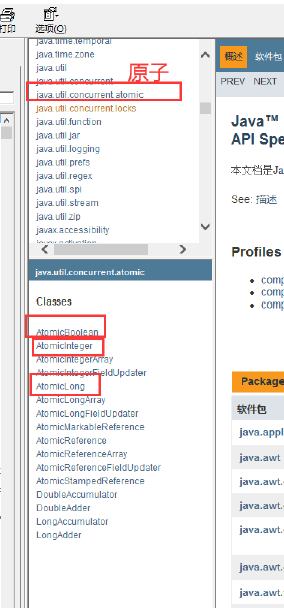 打印
选项(O)
java.time.temporal
java.time.zone
java.util
java.util.concurrent
原子
java.util.concurrent.atomic
java.util.concurrent.locks
java.util.function
java.util.jar
java.util.logging
java.util.prefs
java.util.regex
java.util.spi
java.util.stream
java.util.zip
javax.accessibility
javax.activation
java.util.concurrent.atomic
Classes
AtomicBoolean
AtomicInteger
AtomicIntegerArray
AtomicIntegerFieldUpdater
AtomicLong
AtomicLongArray
AtomicLongFieldUpdater
AtomicMarkableReference
AtomicReference
AtomicReferenceArray
AtomicReferenceFieldUpdater
AtomicStampedReference
DoubleAccumulator
DoubleAdder
LongAccumulator
LongAdder
概述 软件包
PREV NEXT
Java™
API Spe
本文档是Ja
See: 描述
Profiles
comp
comp
comp
Package
软件包
java.appl
java.awt
java.awt.
java.awt.
java.awt.
java.awt.
java.awt.